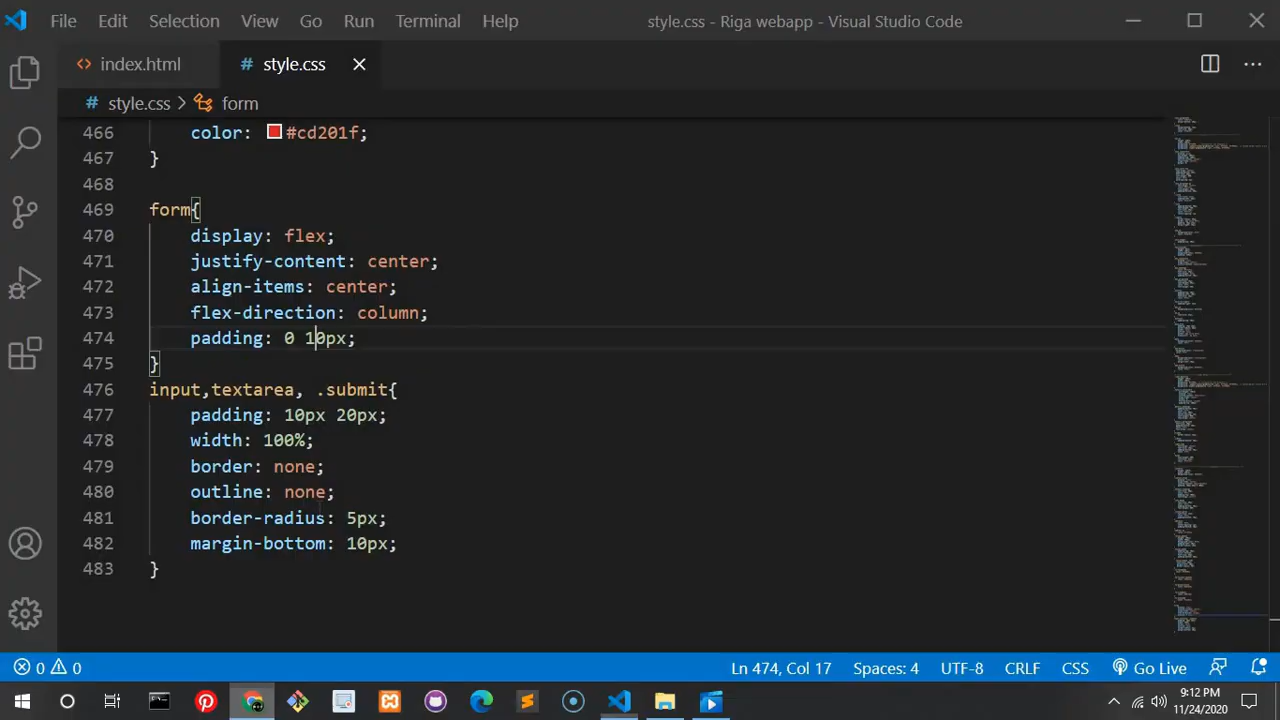 File Edit Selection View Go Run Terminal Help style.css - Riga webapp - Visual Studio Code
<> index.html # style.css
# style.css > form
466 color: #cd201f;
467 }
468
469 form{
470 display: flex;
471 justify-content: center;
472 align-items: center;
473 flex-direction: column;
474 padding: 0 10px;
475 }
476 input,textarea, .submit{
477 padding: 10px 20px;
478 width: 100%;
479 border: none;
480 outline: none;
481 border-radius: 5px;
482 margin-bottom: 10px;
483 }
0 0 Ln 474, Col 17 Spaces: 4 UTF-8 CRLF CSS Go Live
9:12 PM
11/24/2020